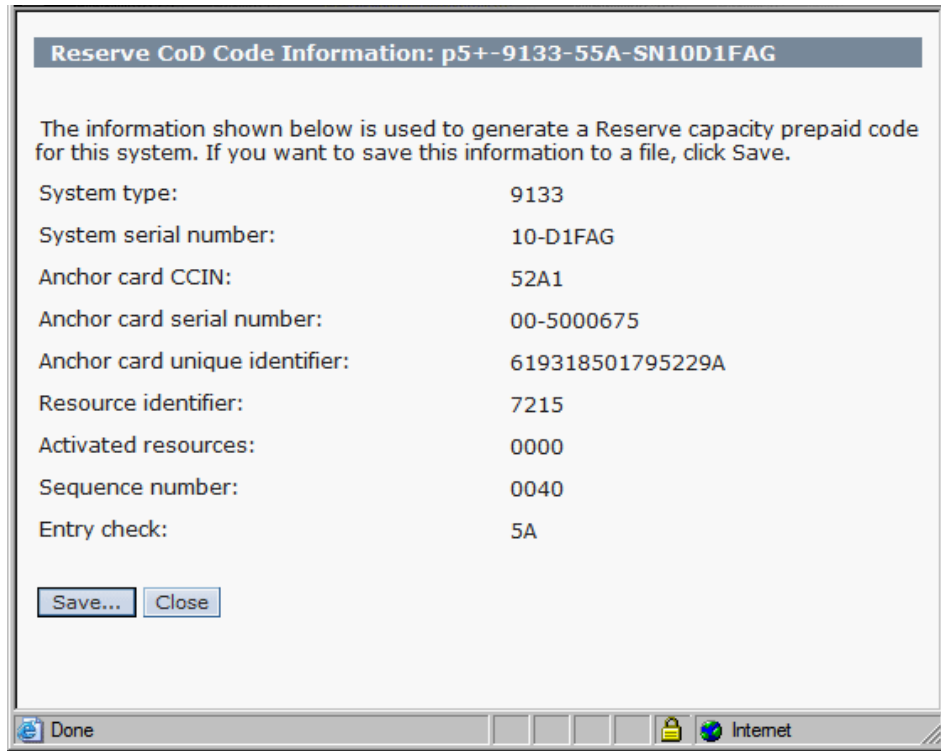 Reserve CoD Code Information: p5+-9133-55A-SN10D1FAG
The information shown below is used to generate a Reserve capacity prepaid code
for this system. If you want to save this information to a file, click Save.
System type: 9133
System serial number: 10-D1FAG
Anchor card CCIN: 52A1
Anchor card serial number: 00-5000675
Anchor card unique identifier: 619318501795229A
Resource identifier: 7215
Activated resources: 0000
Sequence number: 0040
Entry check: 5A
Save... Close
Done Internet